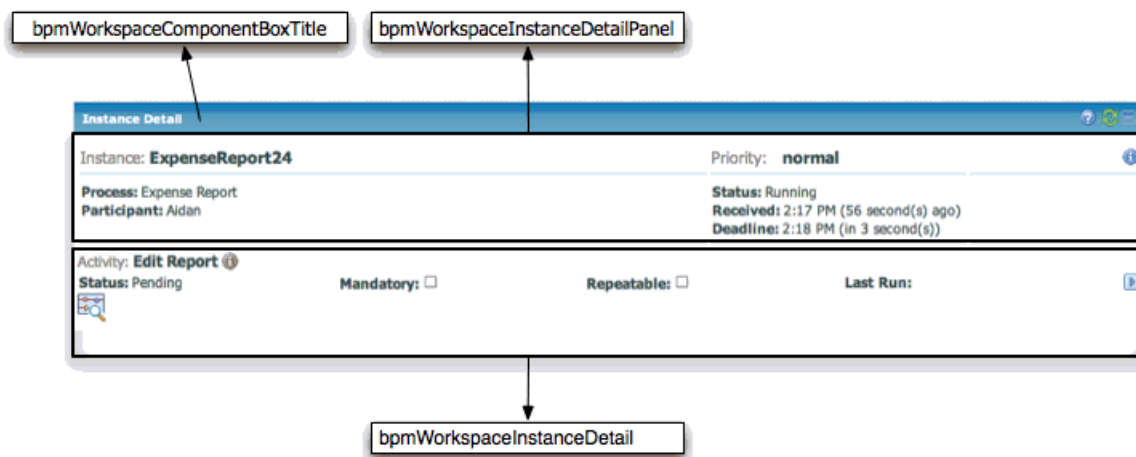 bpmWorkspaceComponentBoxTitle
bpmWorkspaceInstanceDetailPanel
Instance Detail
Instance: ExpenseReport24
Priority: normal
Process: Expense Report
Participant: Aidan
Status: Running
Received: 2:17 PM (56 second(s) ago)
Deadline: 2:18 PM (in 3 second(s))
Activity: Edit Report
Status: Pending
Mandatory:
Repeatable:
Last Run:
bpmWorkspaceInstanceDetail